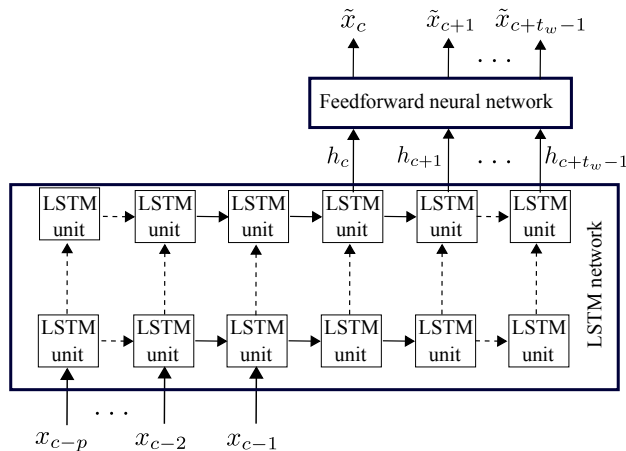 x̃_c x̃_{c+1} x̃_{c+t_w−1}
. . .
Feedforward neural network
h_c h_{c+1} . . . h_{c+t_w−1}
LSTM unit LSTM unit LSTM unit LSTM unit LSTM unit LSTM unit
LSTM network
LSTM unit LSTM unit LSTM unit LSTM unit LSTM unit LSTM unit
x_{c−p} . . . x_{c−2} x_{c−1}